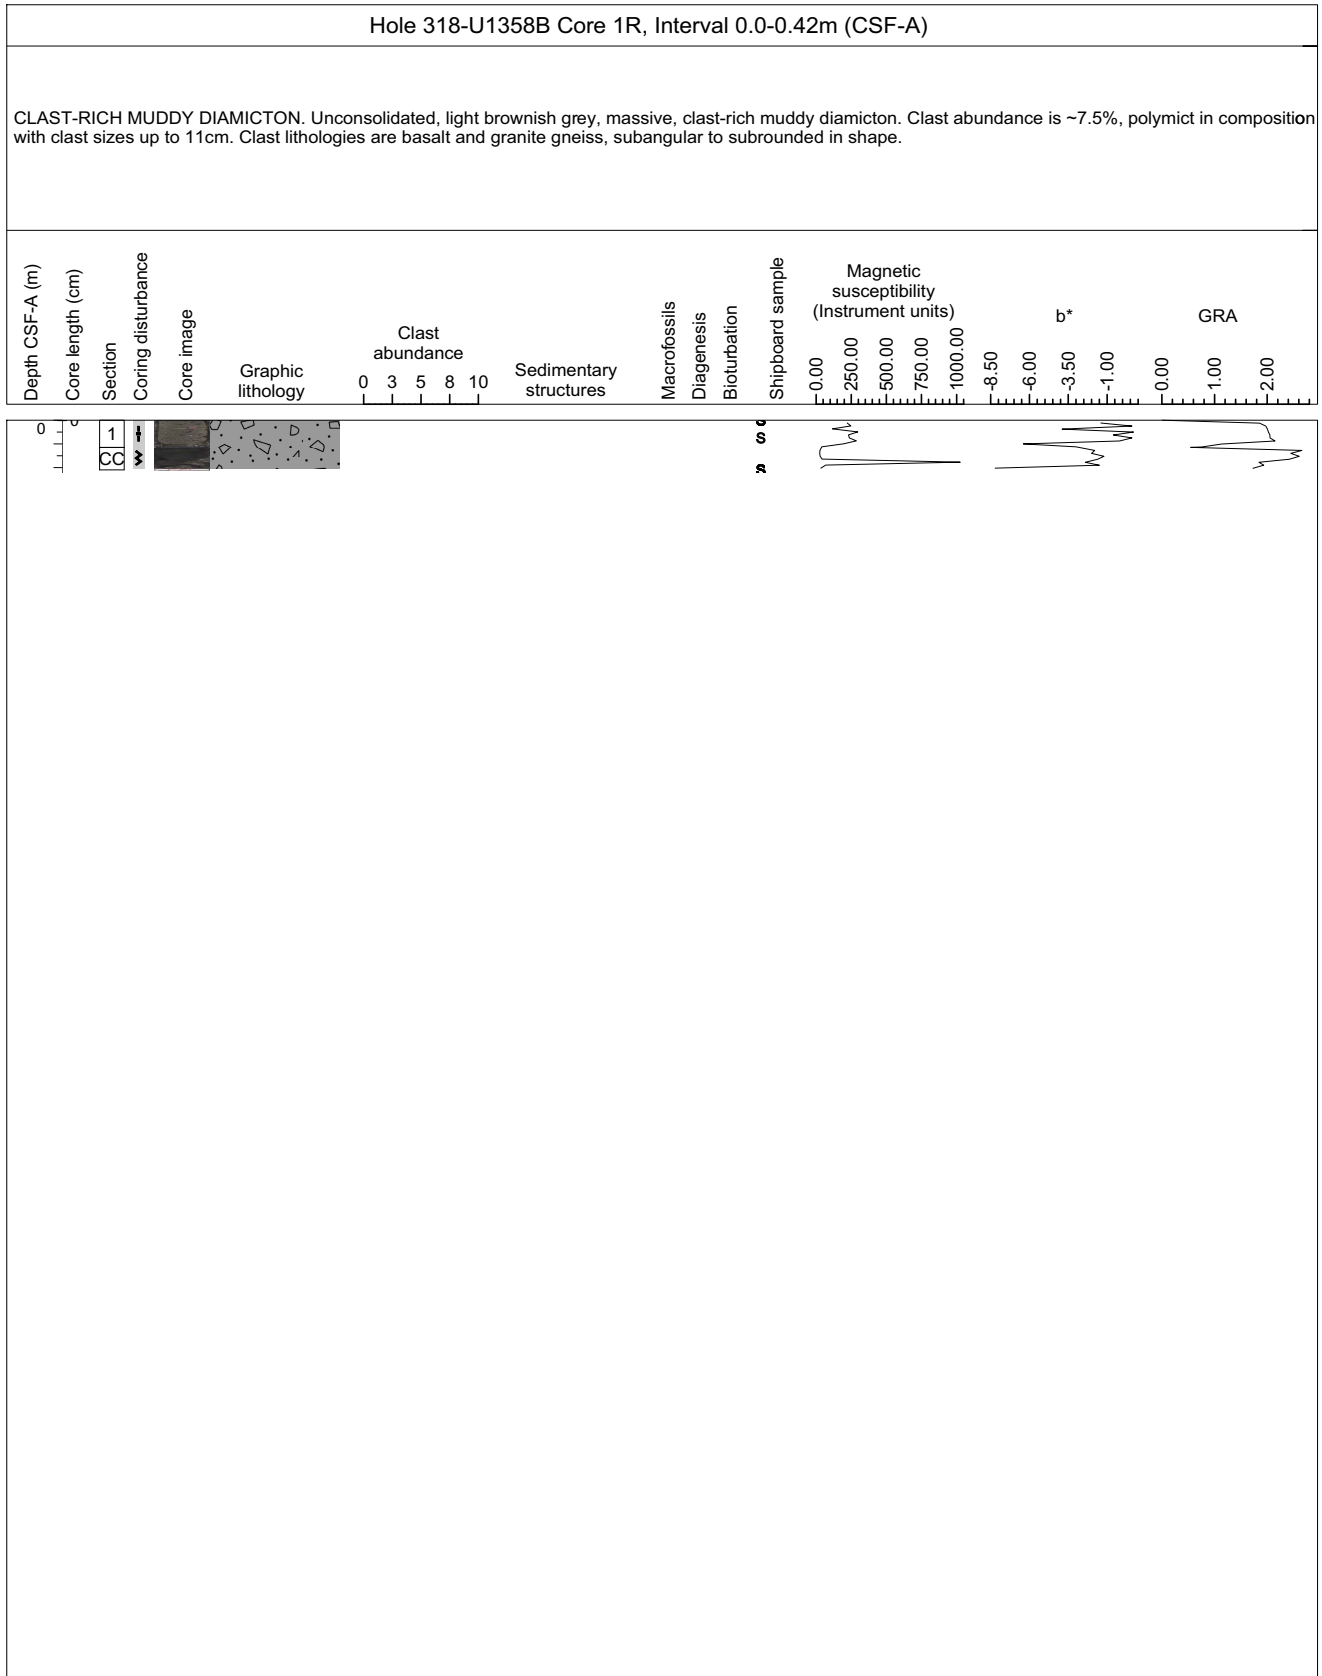 Hole 318-U1358B Core 1R, Interval 0.0-0.42m (CSF-A)
CLAST-RICH MUDDY DIAMICTON. Unconsolidated, light brownish grey, massive, clast-rich muddy diamicton. Clast abundance is ~7.5%, polymict in composition
with clast sizes up to 11cm. Clast lithologies are basalt and granite gneiss, subangular to subrounded in shape.
Depth CSF-A (m)
Core length (cm)
Section
Coring disturbance
Core image
Graphic
lithology
Clast
abundance
0 3 5 8 10
Sedimentary
structures
Macrofossils
Diagenesis
Bioturbation
Shipboard sample
Magnetic
susceptibility
(Instrument units)
0.00 250.00 500.00 750.00 1000.00
b*
-8.50 -6.00 -3.50 -1.00
GRA
0.00 1.00 2.00
0
1
CC
S
S